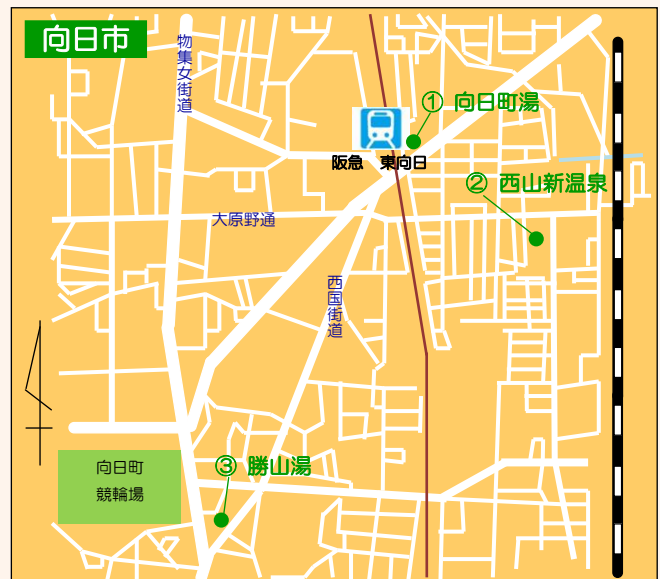 向日市
物集女街道
① 向日町湯
阪急 東向日
② 西山新温泉
大原野通
西国街道
③ 勝山湯
向日町
競輪場